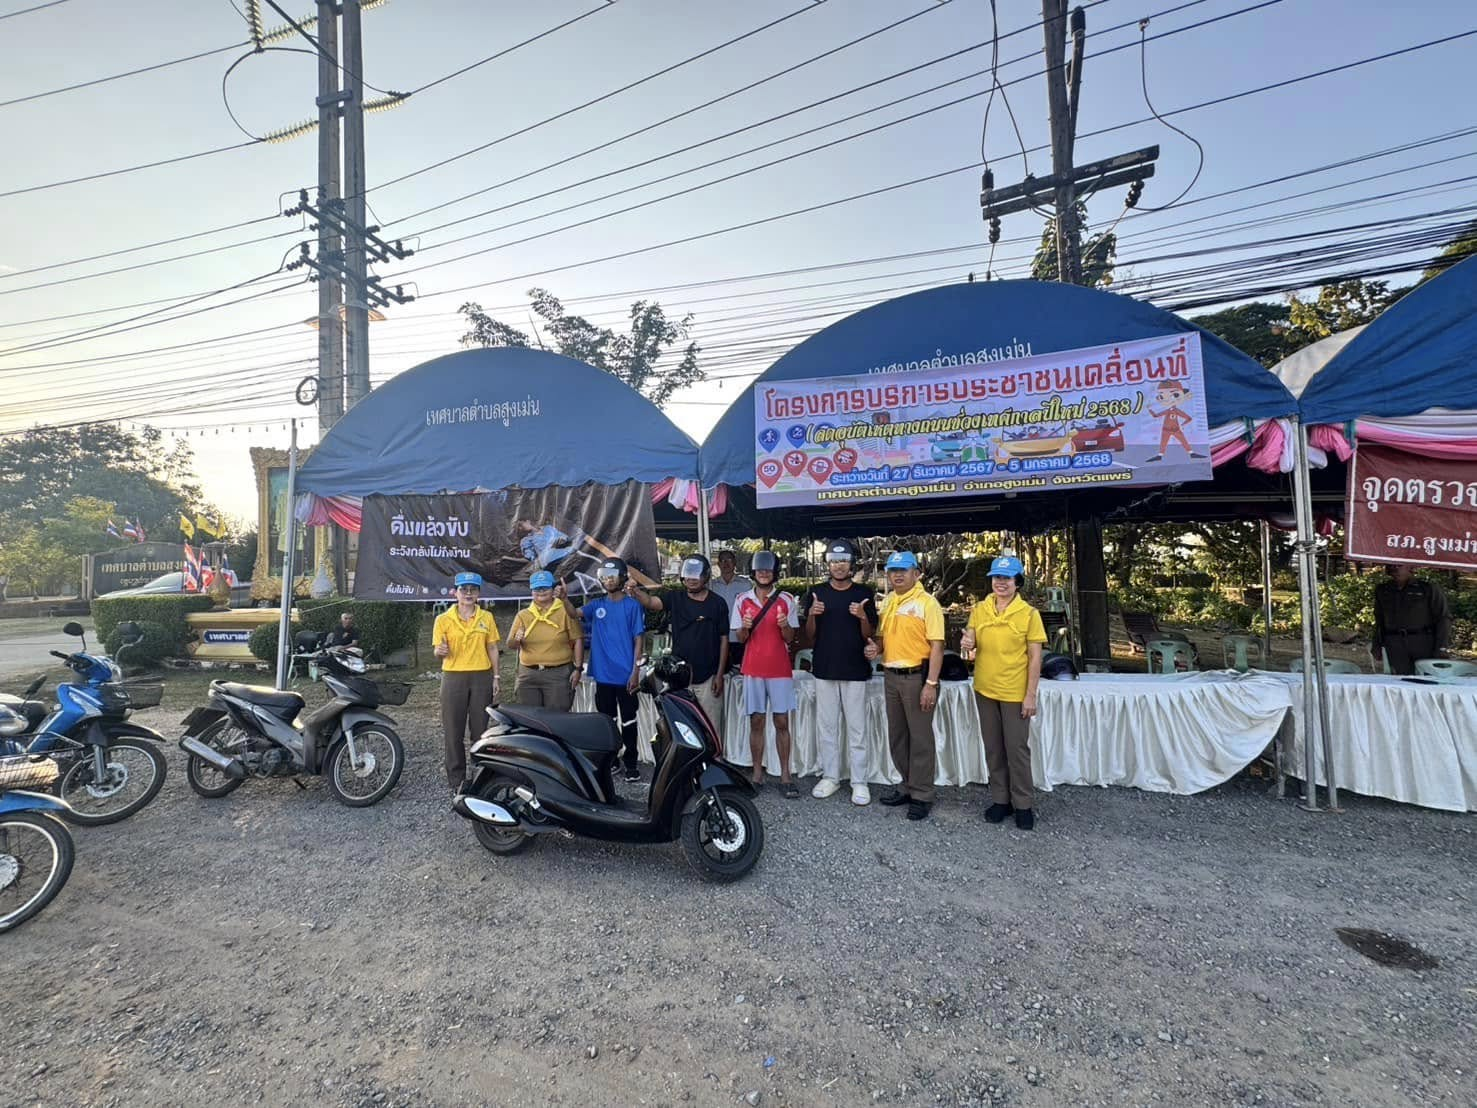 เทศบาลตำบลสูงเม่น
เทศบาลตำบลสูงเม่น
โครงการบริการประชาชนเคลื่อนที่
(ลดอุบัติเหตุทางถนนช่วงเทศกาลปีใหม่ 2568)
ระหว่างวันที่ 27 ธันวาคม 2567 - 5 มกราคม 2568
เทศบาลตำบลสูงเม่น อำเภอสูงเม่น จังหวัดแพร่
50
ดื่มแล้วขับ
ระวังกลับไม่ถึงบ้าน
ดื่มไม่ขับ
จุดตรวจ
สภ.สูงเม่น
เทศบาลตำบลสูง